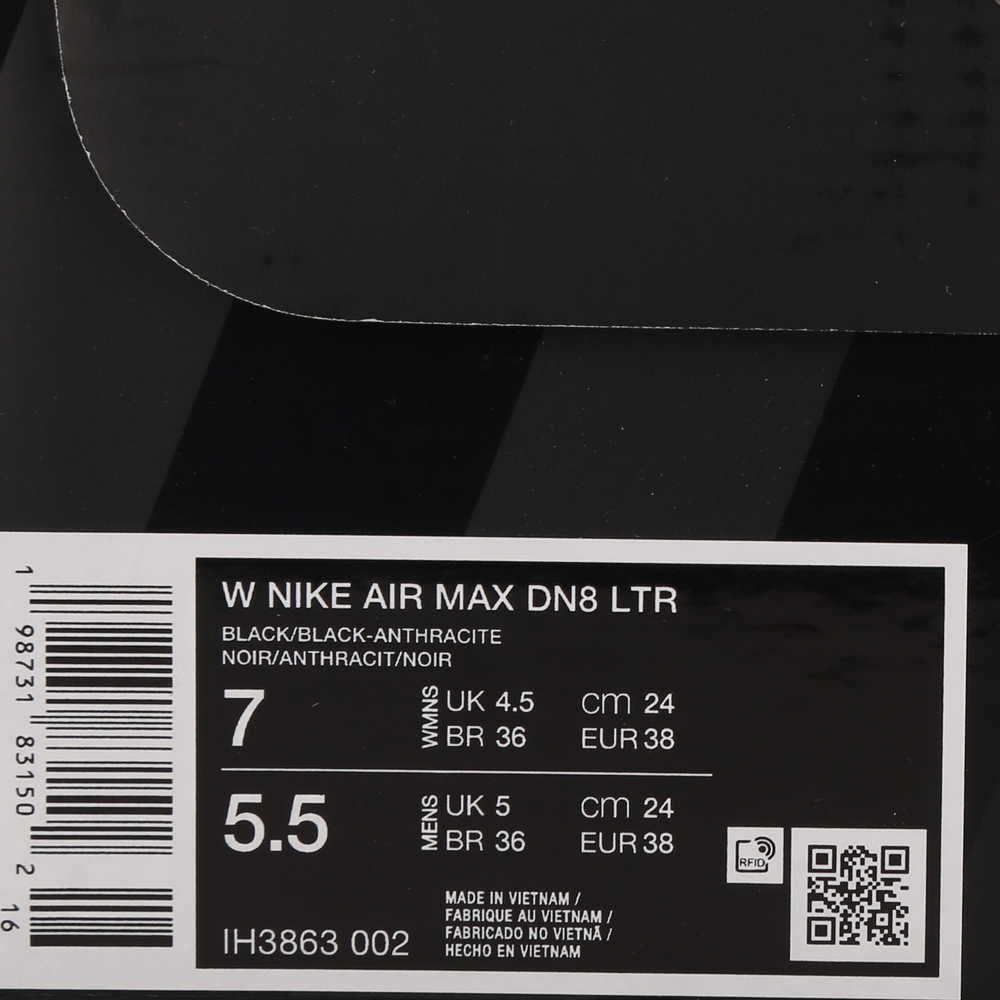 W NIKE AIR MAX DN8 LTR
BLACK/BLACK-ANTHRACITE
NOIR/ANTHRACIT/NOIR
7 WMNS UK 4.5 cm 24
BR 36 EUR 38
5.5 MENS UK 5 cm 24
BR 36 EUR 38
RFID
MADE IN VIETNAM /
FABRIQUE AU VIETNAM /
FABRICADO NO VIETNÃ /
HECHO EN VIETNAM
IH3863 002
1 98731 83150 2 16